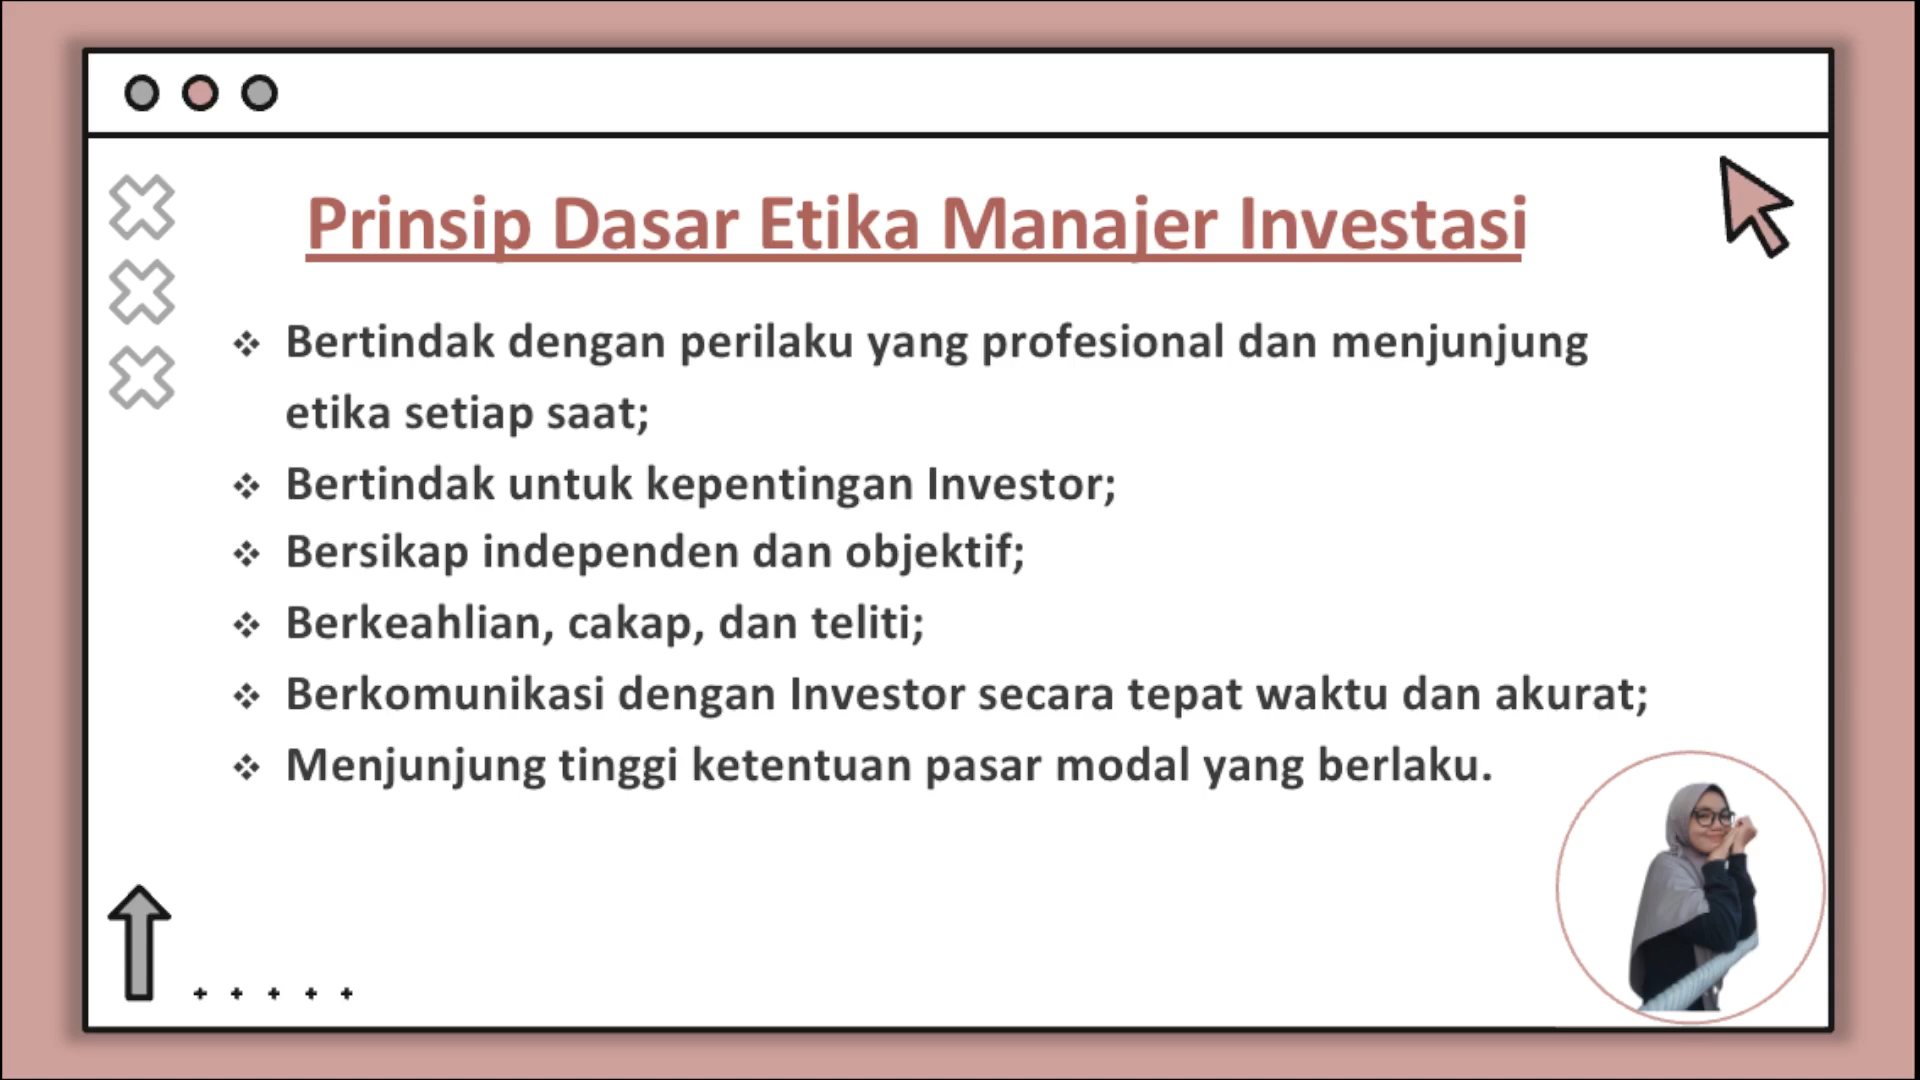 Prinsip Dasar Etika Manajer Investasi
❖ Bertindak dengan perilaku yang profesional dan menjunjung
etika setiap saat;
❖ Bertindak untuk kepentingan Investor;
❖ Bersikap independen dan objektif;
❖ Berkeahlian, cakap, dan teliti;
❖ Berkomunikasi dengan Investor secara tepat waktu dan akurat;
❖ Menjunjung tinggi ketentuan pasar modal yang berlaku.